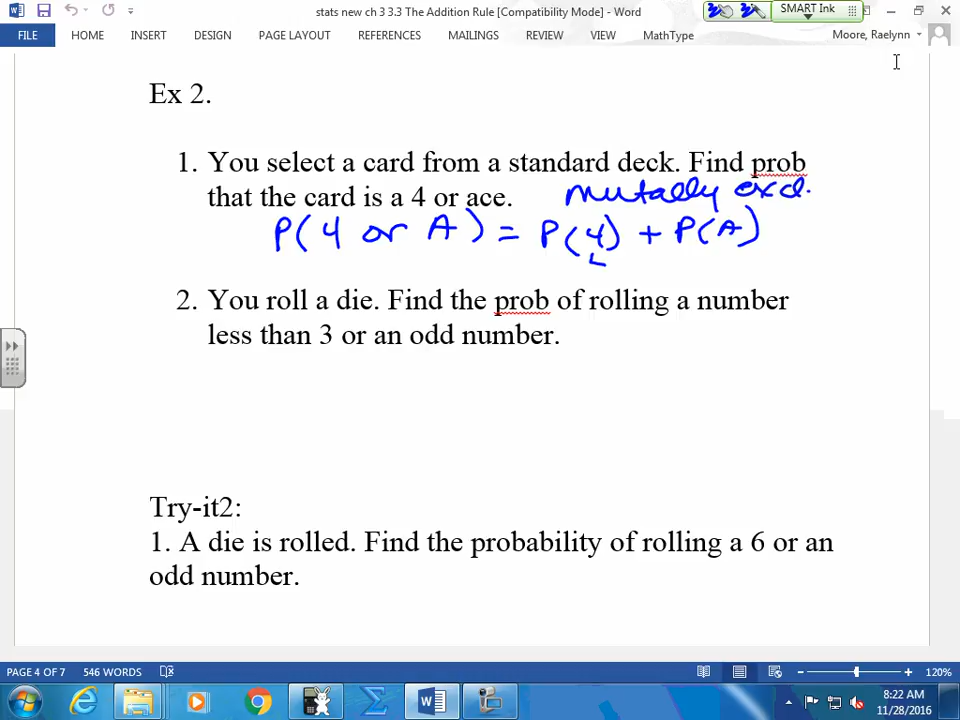 stats new ch 3 3.3 The Addition Rule [Compatibility Mode] - Word
SMART Ink
FILE HOME INSERT DESIGN PAGE LAYOUT REFERENCES MAILINGS REVIEW VIEW MathType Moore, Raelynn
Ex 2.
1. You select a card from a standard deck. Find prob
that the card is a 4 or ace. mutally excl.
P(4 or A) = P(4) + P(A)
2. You roll a die. Find the prob of rolling a number
less than 3 or an odd number.
Try-it2:
1. A die is rolled. Find the probability of rolling a 6 or an
odd number.
PAGE 4 OF 7 546 WORDS 120%
8:22 AM
11/28/2016